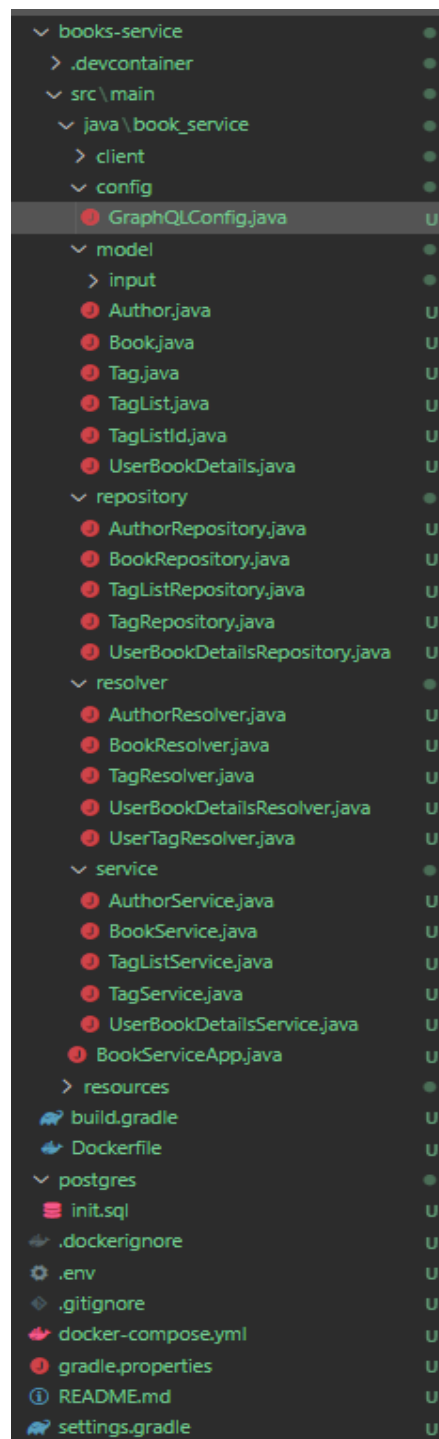 books-service
.devcontainer
src\main
java\book_service
client
config
GraphQLConfig.java U
model
input
Author.java U
Book.java U
Tag.java U
TagList.java U
TagListId.java U
UserBookDetails.java U
repository
AuthorRepository.java U
BookRepository.java U
TagListRepository.java U
TagRepository.java U
UserBookDetailsRepository.java U
resolver
AuthorResolver.java U
BookResolver.java U
TagResolver.java U
UserBookDetailsResolver.java U
UserTagResolver.java U
service
AuthorService.java U
BookService.java U
TagListService.java U
TagService.java U
UserBookDetailsService.java U
BookServiceApp.java U
resources
build.gradle U
Dockerfile U
postgres
init.sql U
.dockerignore U
.env U
.gitignore U
docker-compose.yml U
gradle.properties U
README.md U
settings.gradle U